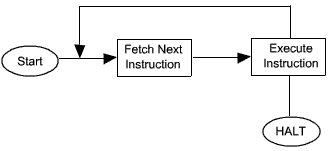 Start
Fetch Next
Instruction
Execute
Instruction
HALT